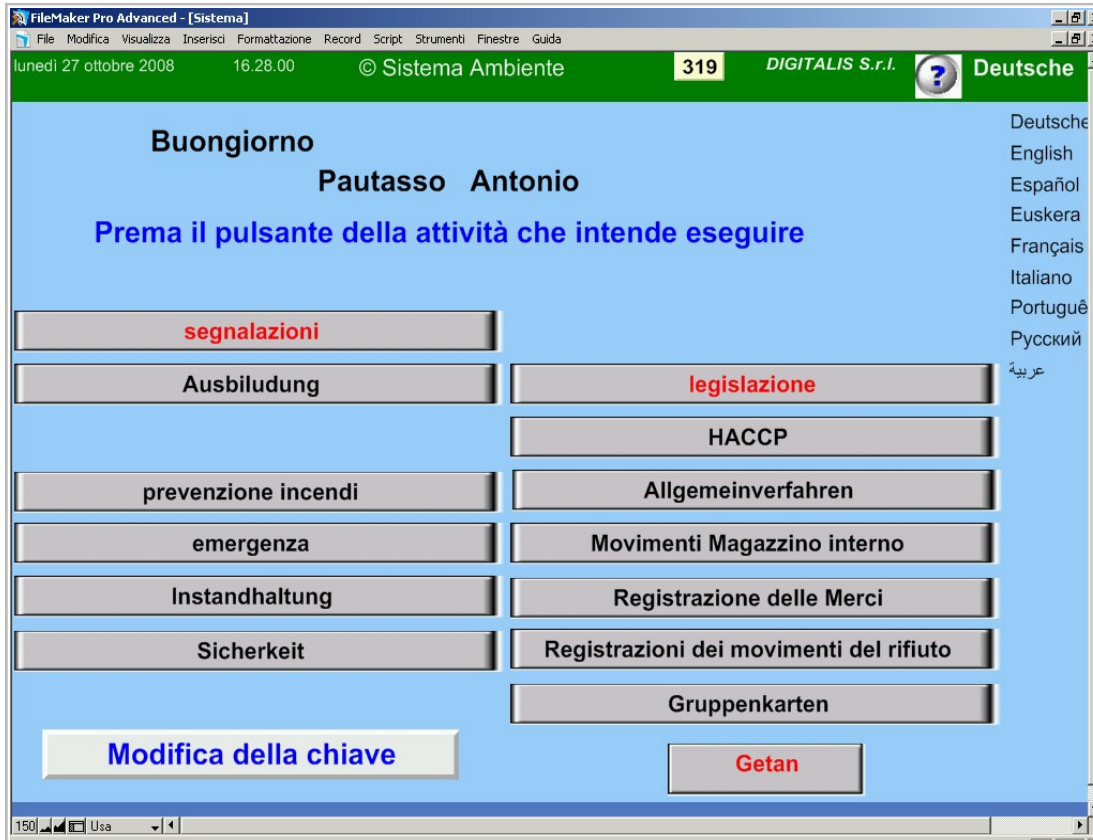 FileMaker Pro Advanced - [Sistema]
File Modifica Visualizza Inserisci Formattazione Record Script Strumenti Finestre Guida
lunedì 27 ottobre 2008 16.28.00 © Sistema Ambiente 319 DIGITALIS S.r.l. ? Deutsche
Buongiorno
Pautasso Antonio
Prema il pulsante della attività che intende eseguire
Deutsche
English
Español
Euskera
Français
Italiano
Portuguê
Русский
عربية
segnalazioni
Ausbiludung
prevenzione incendi
emergenza
Instandhaltung
Sicherkeit
legislazione
HACCP
Allgemeinverfahren
Movimenti Magazzino interno
Registrazione delle Merci
Registrazioni dei movimenti del rifiuto
Gruppenkarten
Modifica della chiave
Getan
150 Usa